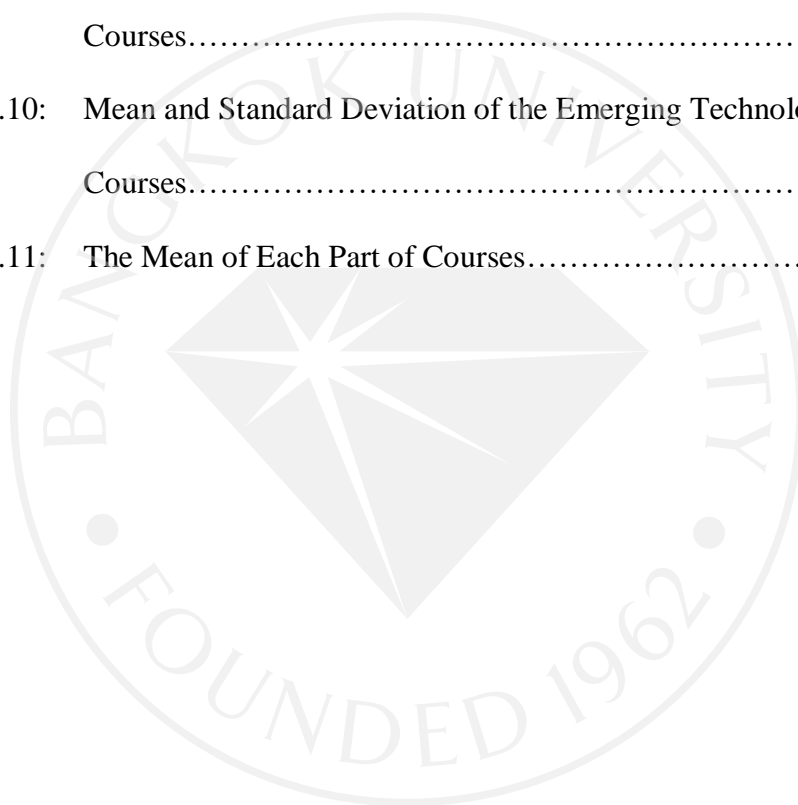 Courses……………………………………………………
.10: Mean and Standard Deviation of the Emerging Technolo
Courses……………………………………………………
.11: The Mean of Each Part of Courses………………………
BANGKOK UNIVERSITY
• FOUNDED 1962 •